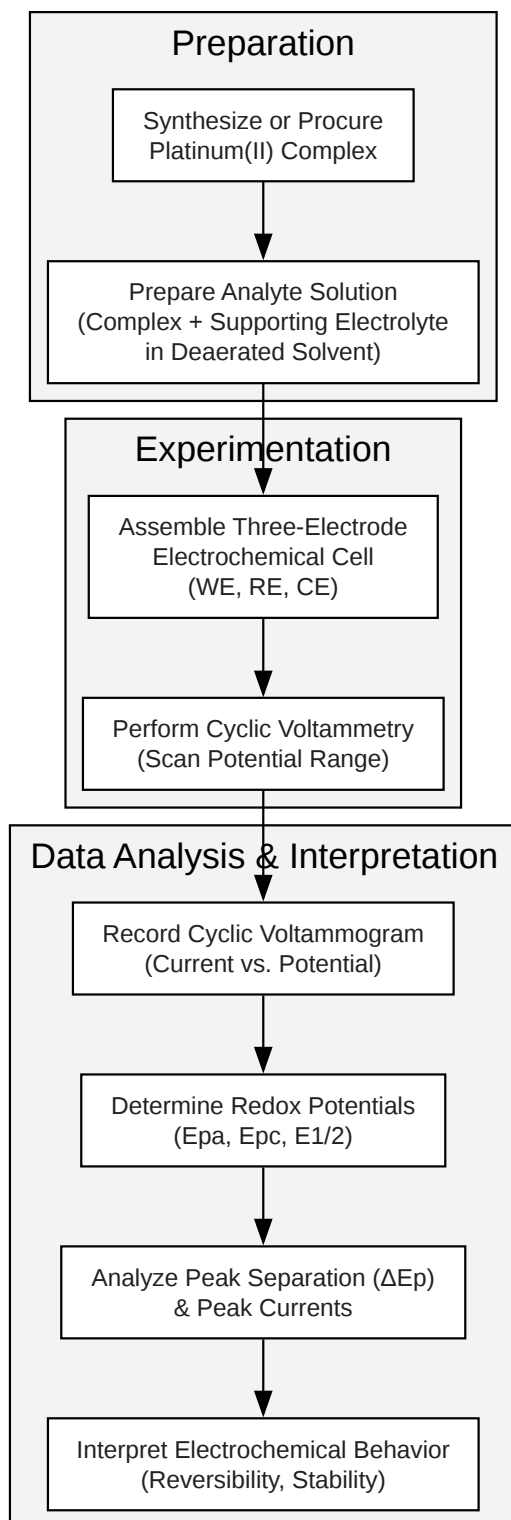 Preparation
Synthesize or Procure
Platinum(II) Complex
Prepare Analyte Solution
(Complex + Supporting Electrolyte
in Deaerated Solvent)
Experimentation
Assemble Three-Electrode
Electrochemical Cell
(WE, RE, CE)
Perform Cyclic Voltammetry
(Scan Potential Range)
Data Analysis & Interpretation
Record Cyclic Voltammogram
(Current vs. Potential)
Determine Redox Potentials
(Epa, Epc, E1/2)
Analyze Peak Separation (ΔEp)
& Peak Currents
Interpret Electrochemical Behavior
(Reversibility, Stability)